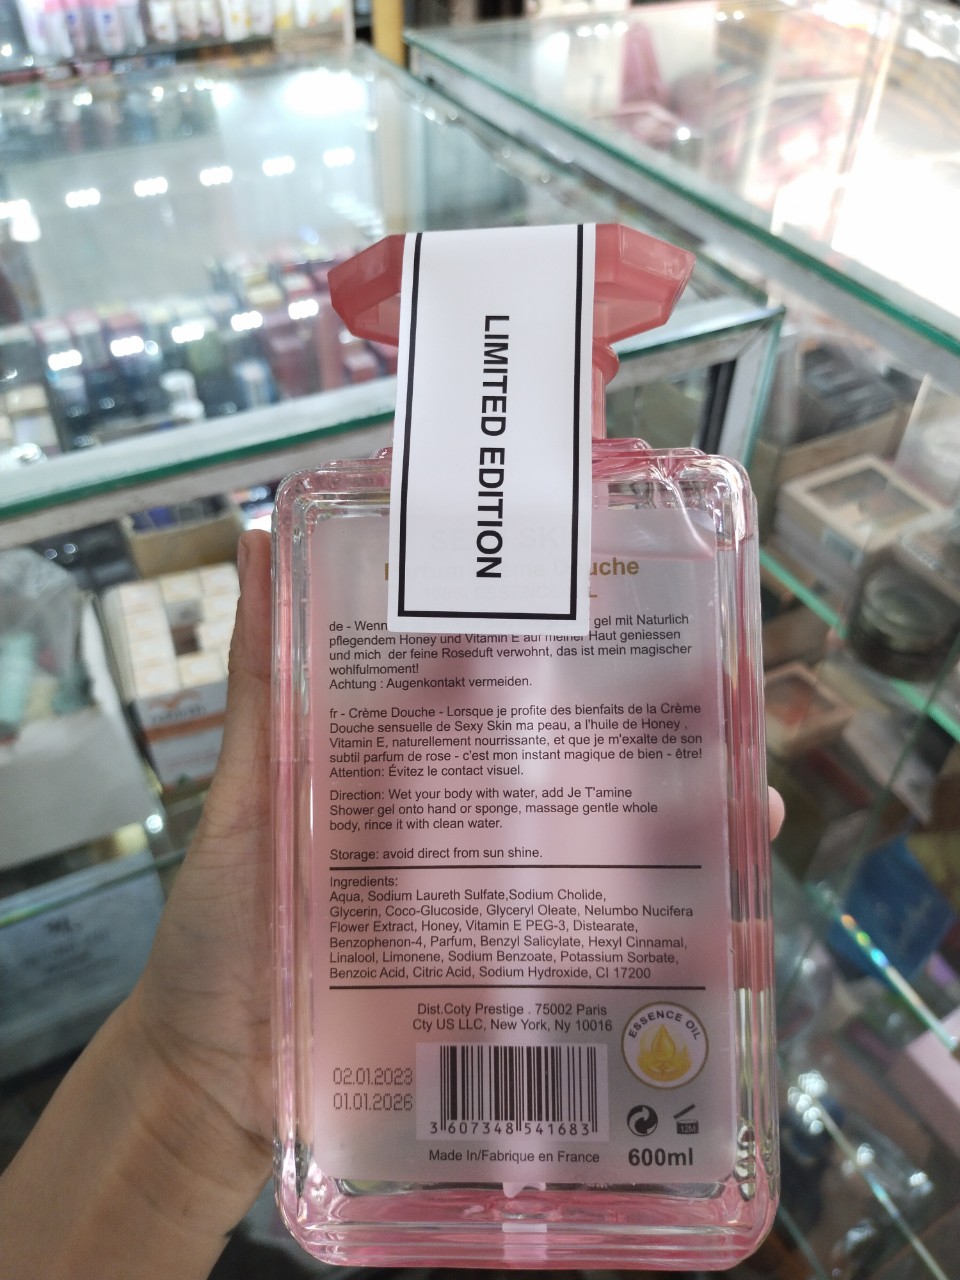 LIMITED EDITION
uche
de - Wenn gel mit Naturlich
pflegendem Honey und Vitamin E auf meiner Haut geniessen
und mich der feine Roseduft verwohnt, das ist mein magischer
wohlfulmoment!
Achtung : Augenkontakt vermeiden.
fr - Crème Douche - Lorsque je profite des bienfaits de la Crème
Douche sensuelle de Sexy Skin ma peau, a l'huile de Honey .
Vitamin E, naturellement nourrissante, et que je m'exalte de son
subtil parfum de rose - c'est mon instant magique de bien - être!
Attention: Évitez le contact visuel.
Direction: Wet your body with water, add Je T'amine
Shower gel onto hand or sponge, massage gentle whole
body, rince it with clean water.
Storage: avoid direct from sun shine.
Ingredients:
Aqua, Sodium Laureth Sulfate,Sodium Cholide,
Glycerin, Coco-Glucoside, Glyceryl Oleate, Nelumbo Nucifera
Flower Extract, Honey, Vitamin E PEG-3, Distearate,
Benzophenon-4, Parfum, Benzyl Salicylate, Hexyl Cinnamal,
Linalool, Limonene, Sodium Benzoate, Potassium Sorbate,
Benzoic Acid, Citric Acid, Sodium Hydroxide, CI 17200
Dist.Coty Prestige . 75002 Paris
Cty US LLC, New York, Ny 10016
ESSENCE OIL
02.01.2023
01.01.2026
3 607348 541683
12M
Made In/Fabrique en France
600ml